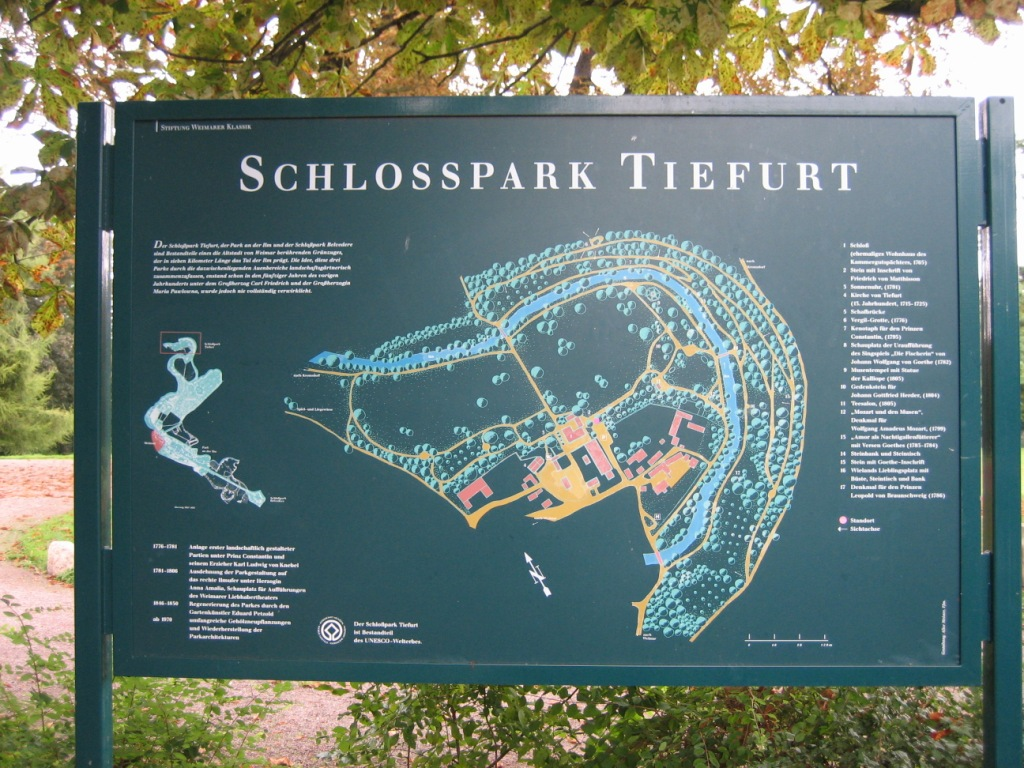 STIFTUNG WEIMARER KLASSIK
SCHLOSSPARK TIEFURT
Der Schloßpark Tiefurt, der Park an der Ilm und der Schloßpark Belvedere
sind Bestandteile eines die Altstadt von Weimar berührenden Grünzuges,
der in sieben Kilometer Länge das Tal der Ilm prägt. Die Idee, diese drei
Parks durch die dazwischenliegenden Auenbereiche landschaftsgärtnerisch
zusammenzufassen, entstand schon in den fünfziger Jahren des vorigen
Jahrhunderts unter dem Großherzog Carl Friedrich und der Großherzogin
Maria Pawlowna, wurde jedoch nie vollständig verwirklicht.
1 Schloß
(ehemaliges Wohnhaus des
Kammergutspächters, 1765)
2 Stein mit Inschrift von
Friedrich von Matthisson
3 Sonnenuhr, (1791)
4 Kirche von Tiefurt
(15. Jahrhundert, 1715-1725)
5 Schafbrücke
6 Vergil-Grotte, (1776)
7 Kenotaph für den Prinzen
Constantin, (1795)
8 Schauplatz der Uraufführung
des Singspiels „Die Fischerin" von
Johann Wolfgang von Goethe (1782)
9 Musentempel mit Statue
der Kalliope (1803)
10 Gedenkstein für
Johann Gottfried Herder, (1804)
11 Teesalon, (1805)
12 „Mozart und den Musen",
Denkmal für
Wolfgang Amadeus Mozart, (1799)
13 „Amor als Nachtigallenfütterer"
mit Versen Goethes (1782-1784)
14 Steinbank und Steintisch
15 Stein mit Goethe-Inschrift
16 Wielands Lieblingsplatz mit
Büste, Steintisch und Bank
17 Denkmal für den Prinzen
Leopold von Braunschweig (1786)
Standort
Sichtachse
1776-1781 Anlage erster landschaftlich gestalteter
Partien unter Prinz Constantin und
seinem Erzieher Karl Ludwig von Knebel
1781-1806 Ausdehnung der Parkgestaltung auf
das rechte Ilmufer unter Herzogin
Anna Amalia, Schauplatz für Aufführungen
des Weimarer Liebhabertheaters
1846-1850 Regenerierung des Parkes durch den
Gartenkünstler Eduard Petzold
ab 1978 umfangreiche Gehölzneupflanzungen
und Wiederherstellung der
Parkarchitekturen
Der Schloßpark Tiefurt
ist Bestandteil
des UNESCO-Welterbes.